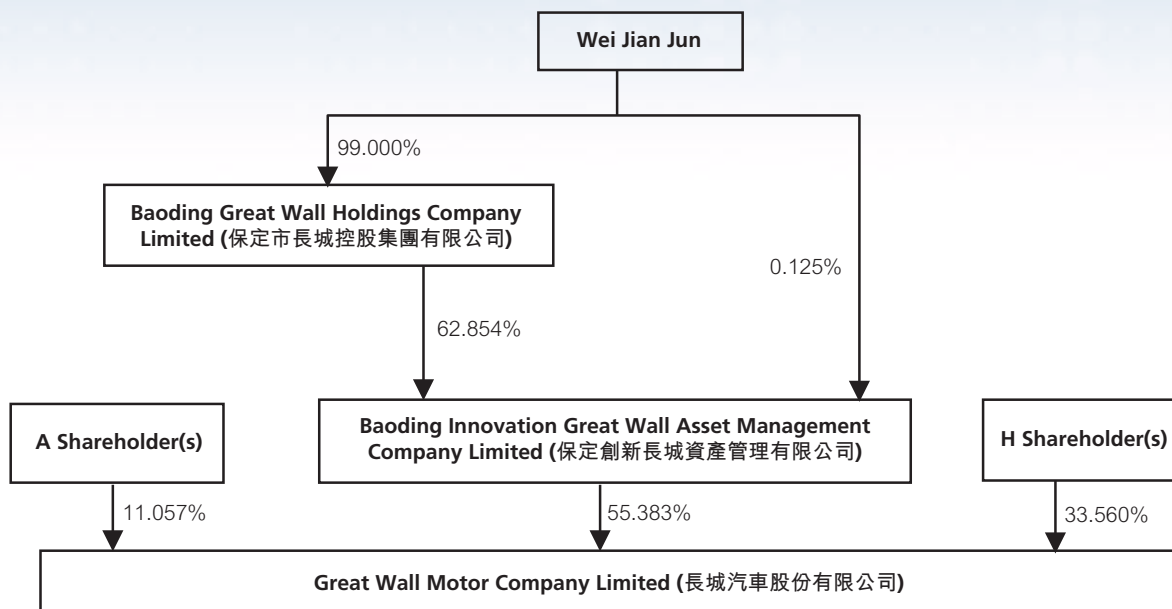 Wei Jian Jun
99.000%
Baoding Great Wall Holdings Company
Limited (保定市長城控股集團有限公司)
0.125%
62.854%
A Shareholder(s)
Baoding Innovation Great Wall Asset Management
Company Limited (保定創新長城資產管理有限公司)
H Shareholder(s)
11.057%
55.383%
33.560%
Great Wall Motor Company Limited (長城汽車股份有限公司)